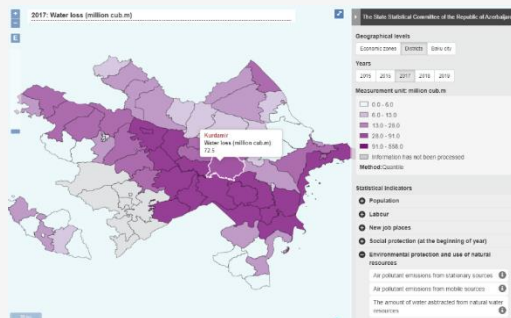 2017: Water loss (million cub.m)
E
Kurdemir
Water loss (million cub.m)
72.5
The State Statistical Committee of the Republic of Azerbaijan
Geographical levels
Economic zones Districts Baku city
Years
2015 2016 2017 2018 2019
Measurement unit: million cub.m
0.0 - 6.0
6.0 - 13.0
13.0 - 28.0
28.0 - 51.0
51.0 - 558.0
Information has not been processed
Method: Quantile
Statistical Indicators
Population
Labour
New job places
Social protection (at the beginning of year)
Environmental protection and use of natural
resources
Air pollutant emissions from stationary sources
Air pollutant emissions from mobile sources
The amount of water abstracted from natural water
resources